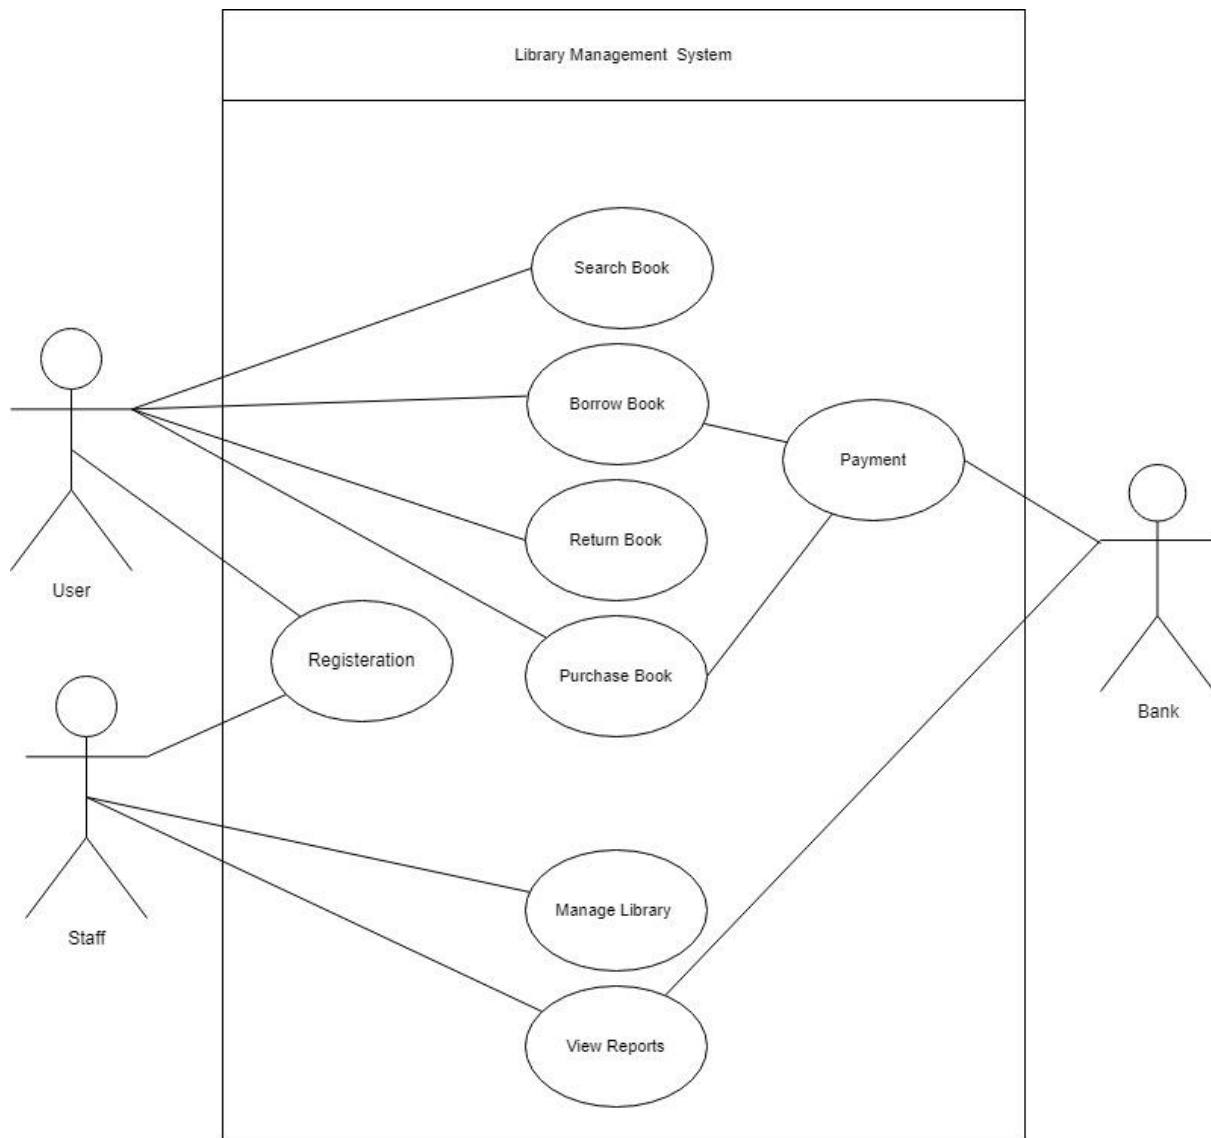 Library Management System
Search Book
Borrow Book
Payment
Return Book
User
Registeration
Purchase Book
Bank
Manage Library
Staff
View Reports